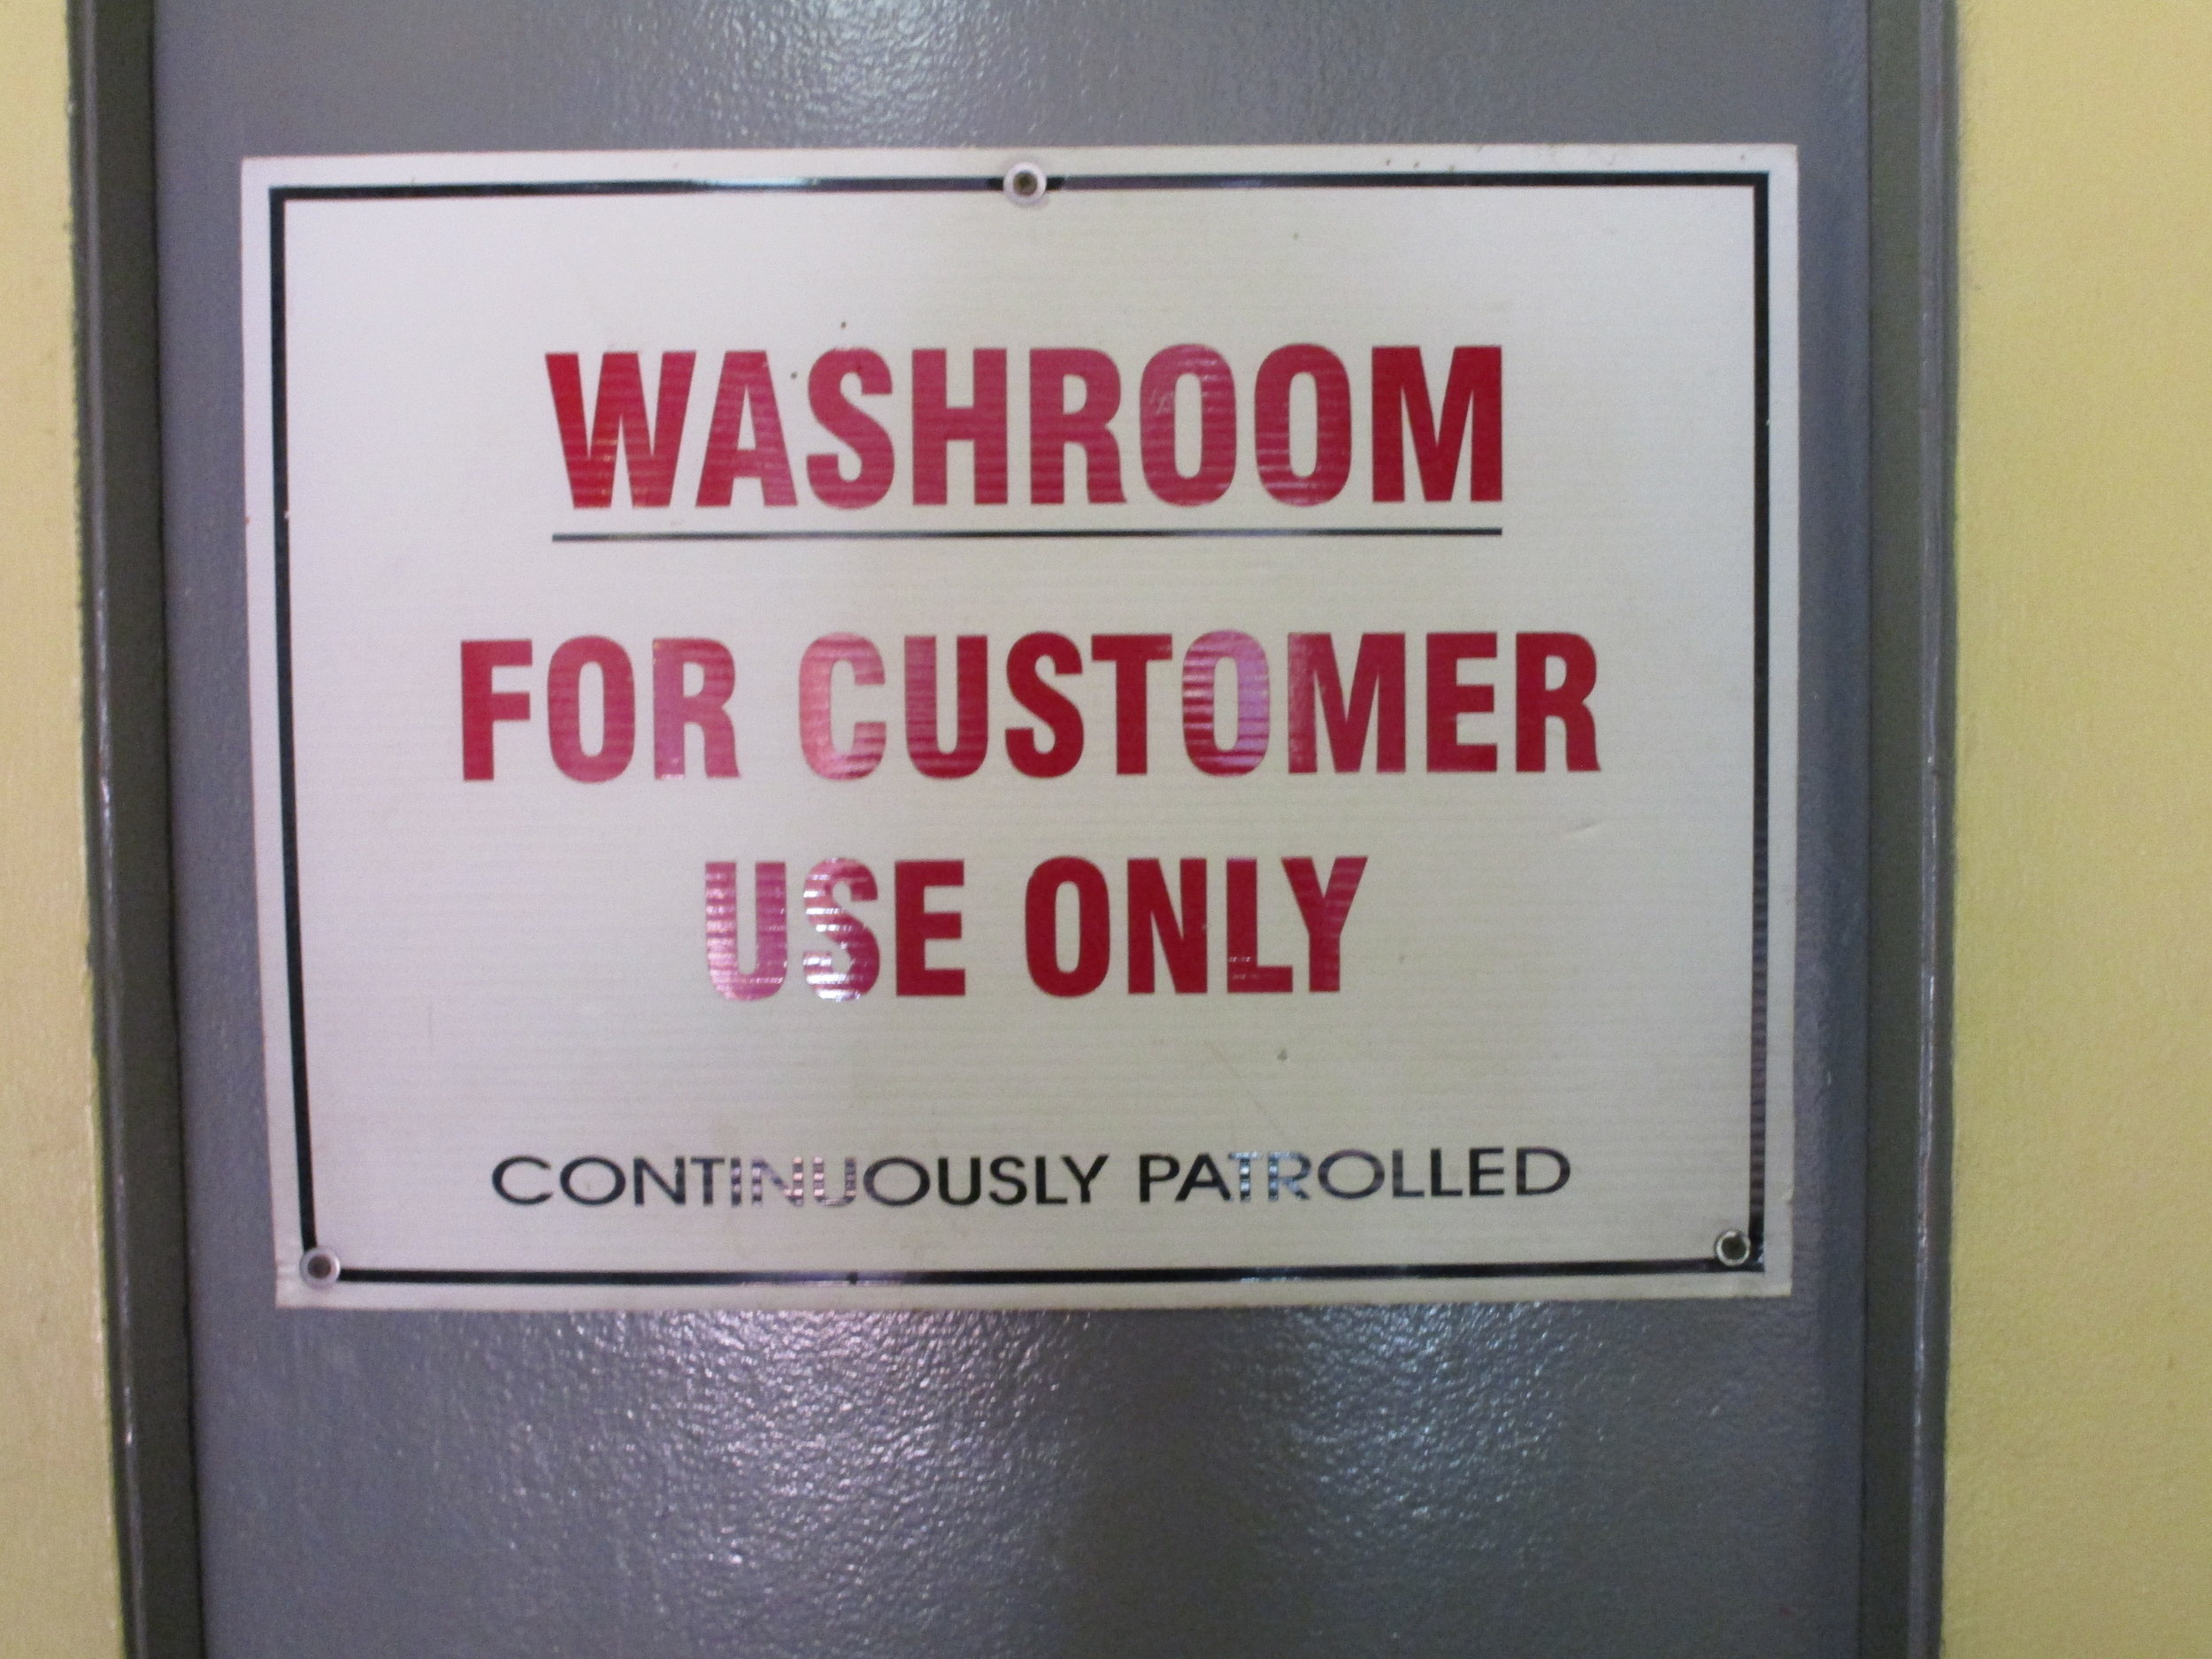 WASHROOM
FOR CUSTOMER
USE ONLY
CONTINUOUSLY PATROLLED